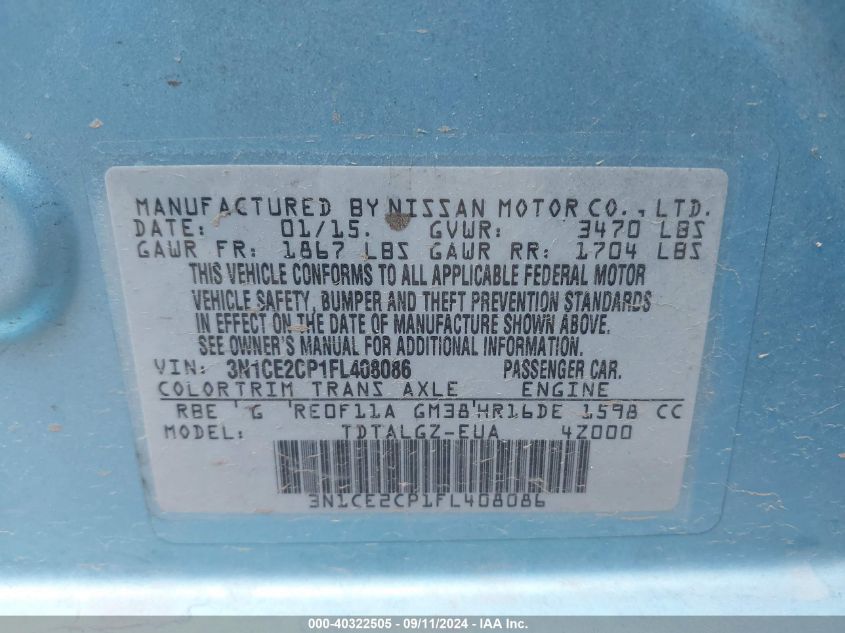 MANUFACTURED BY NISSAN MOTOR CO., LTD.
DATE: 01/15. GVWR: 3470 LBS
GAWR FR: 1867 LBS GAWR RR: 1704 LBS
THIS VEHICLE CONFORMS TO ALL APPLICABLE FEDERAL MOTOR
VEHICLE SAFETY, BUMPER AND THEFT PREVENTION STANDARDS
IN EFFECT ON THE DATE OF MANUFACTURE SHOWN ABOVE.
SEE OWNER'S MANUAL FOR ADDITIONAL INFORMATION.
VIN: 3N1CE2CP1FL408086 PASSENGER CAR.
COLOR TRIM TRANS AXLE ENGINE
RBE G RE0F11A GM38 HR16DE 1598 CC
MODEL: TDTALGZ-EUA 4Z000
3N1CE2CP1FL408086
000-40322505 - 09/11/2024 - IAA Inc.